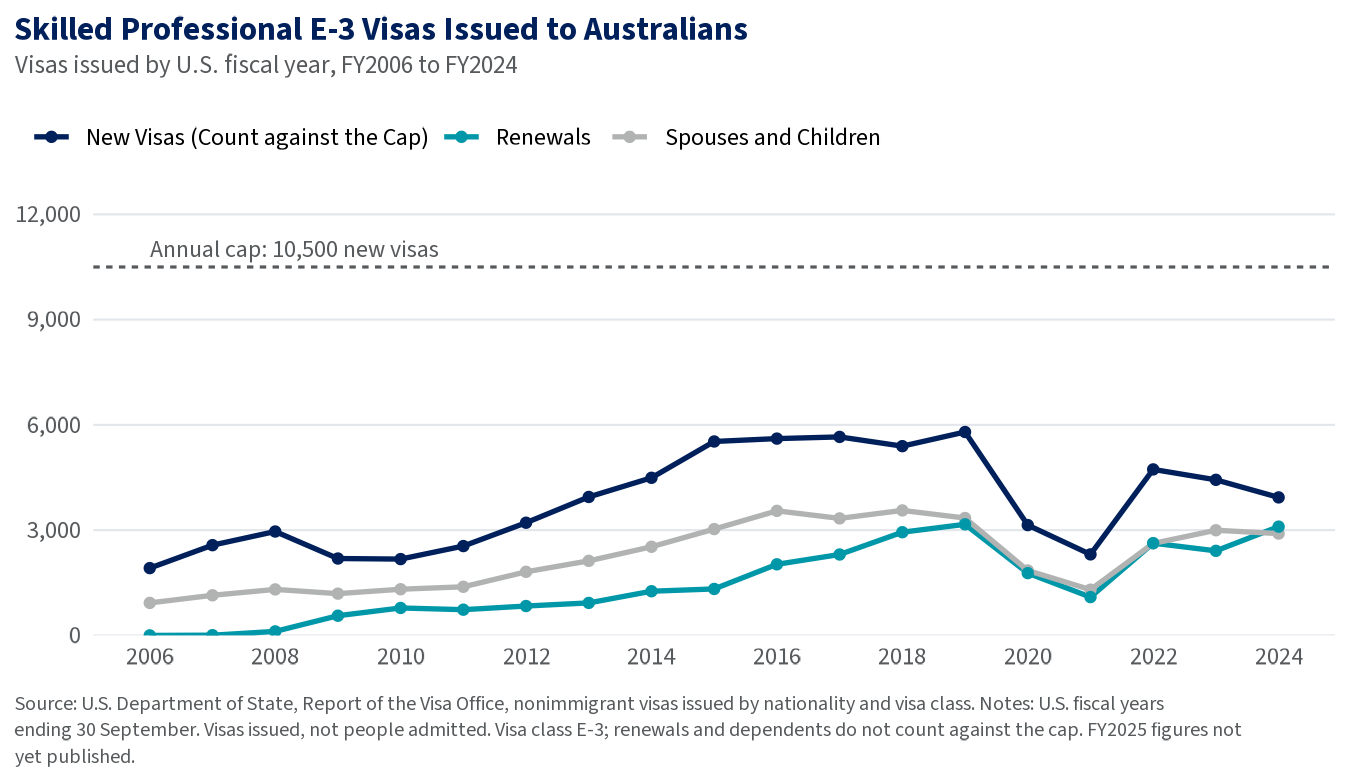 Skilled Professional E-3 Visas Issued to Australians
Visas issued by U.S. fiscal year, FY2006 to FY2024
New Visas (Count against the Cap) Renewals Spouses and Children
12,000
Annual cap: 10,500 new visas
9,000
6,000
3,000
0
2006 2008 2010 2012 2014 2016 2018 2020 2022 2024
Source: U.S. Department of State, Report of the Visa Office, nonimmigrant visas issued by nationality and visa class. Notes: U.S. fiscal years
ending 30 September. Visas issued, not people admitted. Visa class E-3; renewals and dependents do not count against the cap. FY2025 figures not
yet published.